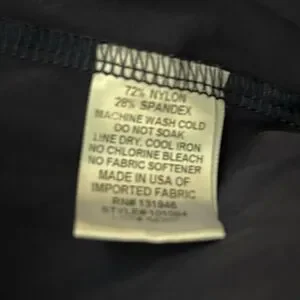 72% NYLON
28% SPANDEX
MACHINE WASH COLD
DO NOT SOAK
LINE DRY, COOL IRON
NO CHLORINE BLEACH
NO FABRIC SOFTENER
MADE IN USA OF
IMPORTED FABRIC
RN# 131946